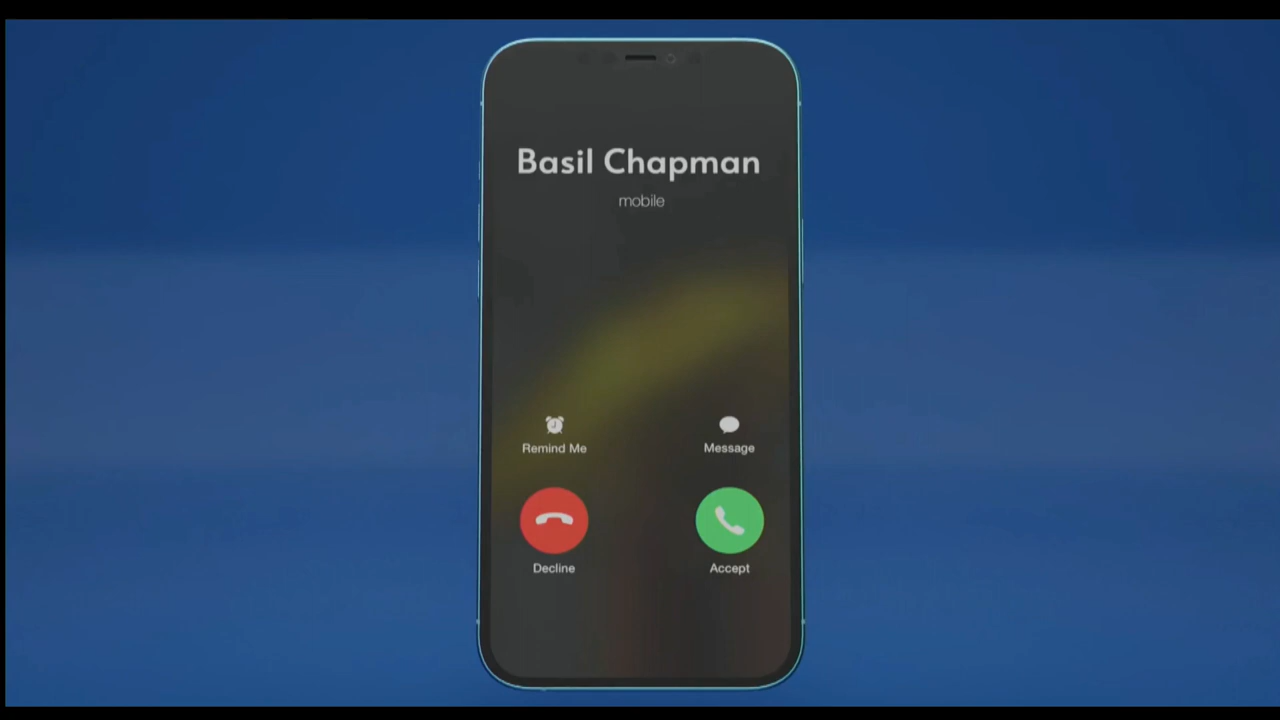 Basil Chapman
mobile
Remind Me
Message
Decline
Accept